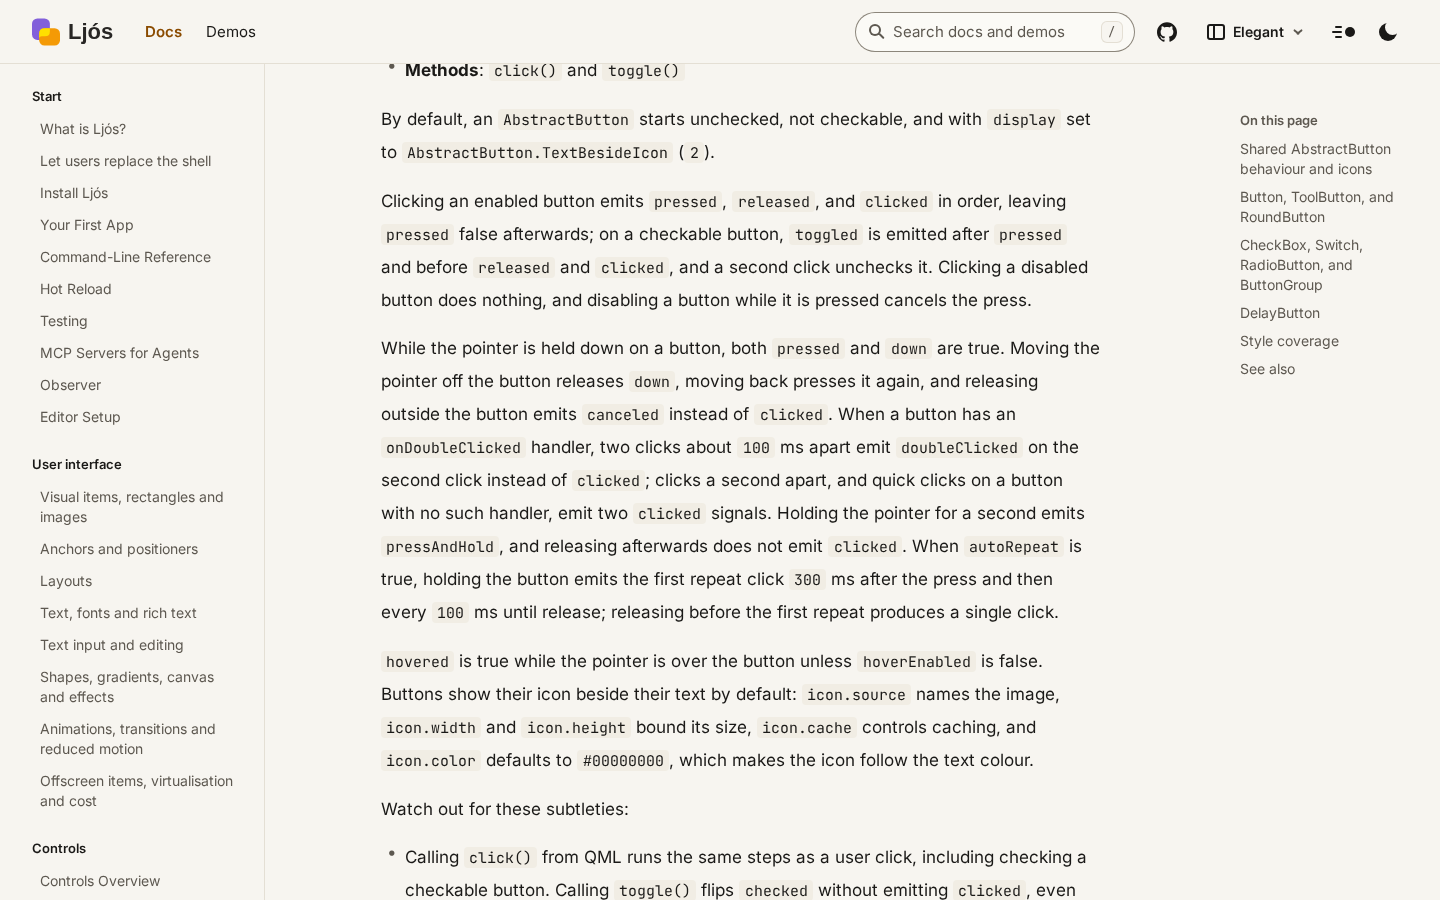 Ljós
Docs
Demos
Search docs and demos
/
Elegant
Start
What is Ljós?
Let users replace the shell
Install Ljós
Your First App
Command-Line Reference
Hot Reload
Testing
MCP Servers for Agents
Observer
Editor Setup
User interface
Visual items, rectangles and
images
Anchors and positioners
Layouts
Text, fonts and rich text
Text input and editing
Shapes, gradients, canvas
and effects
Animations, transitions and
reduced motion
Offscreen items, virtualisation
and cost
Controls
Controls Overview
• Methods: click() and toggle()
By default, an AbstractButton starts unchecked, not checkable, and with display set
to AbstractButton.TextBesideIcon (2).
Clicking an enabled button emits pressed, released, and clicked in order, leaving
pressed false afterwards; on a checkable button, toggled is emitted after pressed
and before released and clicked, and a second click unchecks it. Clicking a disabled
button does nothing, and disabling a button while it is pressed cancels the press.
While the pointer is held down on a button, both pressed and down are true. Moving the
pointer off the button releases down, moving back presses it again, and releasing
outside the button emits canceled instead of clicked. When a button has an
onDoubleClicked handler, two clicks about 100 ms apart emit doubleClicked on the
second click instead of clicked; clicks a second apart, and quick clicks on a button
with no such handler, emit two clicked signals. Holding the pointer for a second emits
pressAndHold, and releasing afterwards does not emit clicked. When autoRepeat is
true, holding the button emits the first repeat click 300 ms after the press and then
every 100 ms until release; releasing before the first repeat produces a single click.
hovered is true while the pointer is over the button unless hoverEnabled is false.
Buttons show their icon beside their text by default: icon.source names the image,
icon.width and icon.height bound its size, icon.cache controls caching, and
icon.color defaults to #00000000, which makes the icon follow the text colour.
Watch out for these subtleties:
• Calling click() from QML runs the same steps as a user click, including checking a
checkable button. Calling toggle() flips checked without emitting clicked, even
On this page
Shared AbstractButton
behaviour and icons
Button, ToolButton, and
RoundButton
CheckBox, Switch,
RadioButton, and
ButtonGroup
DelayButton
Style coverage
See also